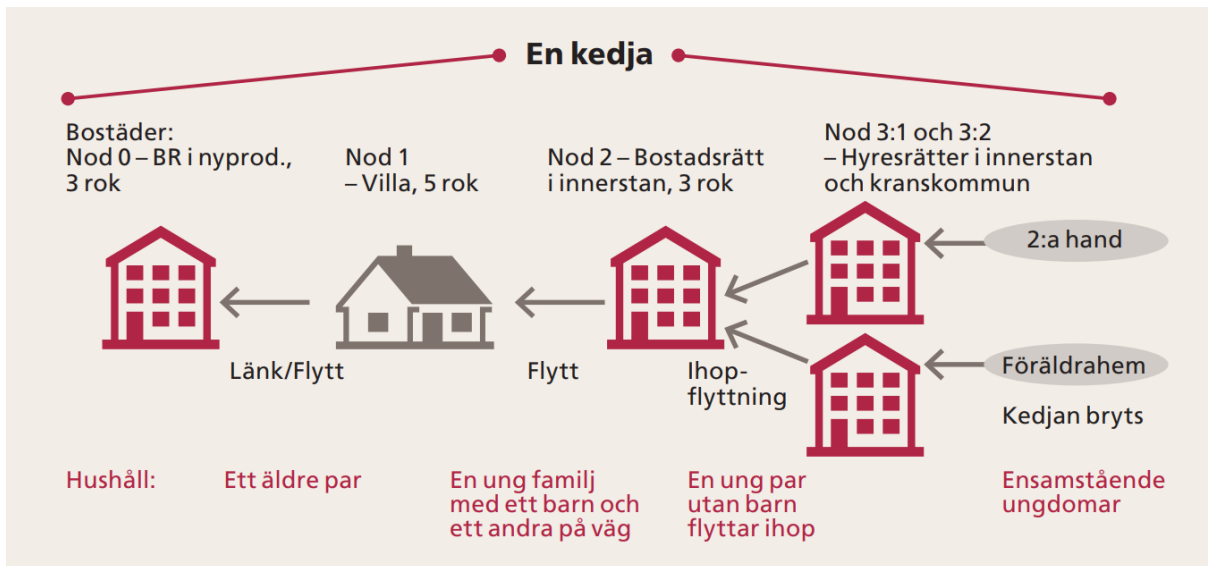 En kedja
Bostäder:
Nod 0 – BR i nyprod.,
3 rok
Nod 1
– Villa, 5 rok
Nod 2 – Bostadsrätt
i innerstan, 3 rok
Nod 3:1 och 3:2
– Hyresrätter i innerstan
och kranskommun
2:a hand
Länk/Flytt
Flytt
Ihop-
flyttning
Föräldrahem
Kedjan bryts
Hushåll:
Ett äldre par
En ung familj
med ett barn och
ett andra på väg
En ung par
utan barn
flyttar ihop
Ensamstående
ungdomar